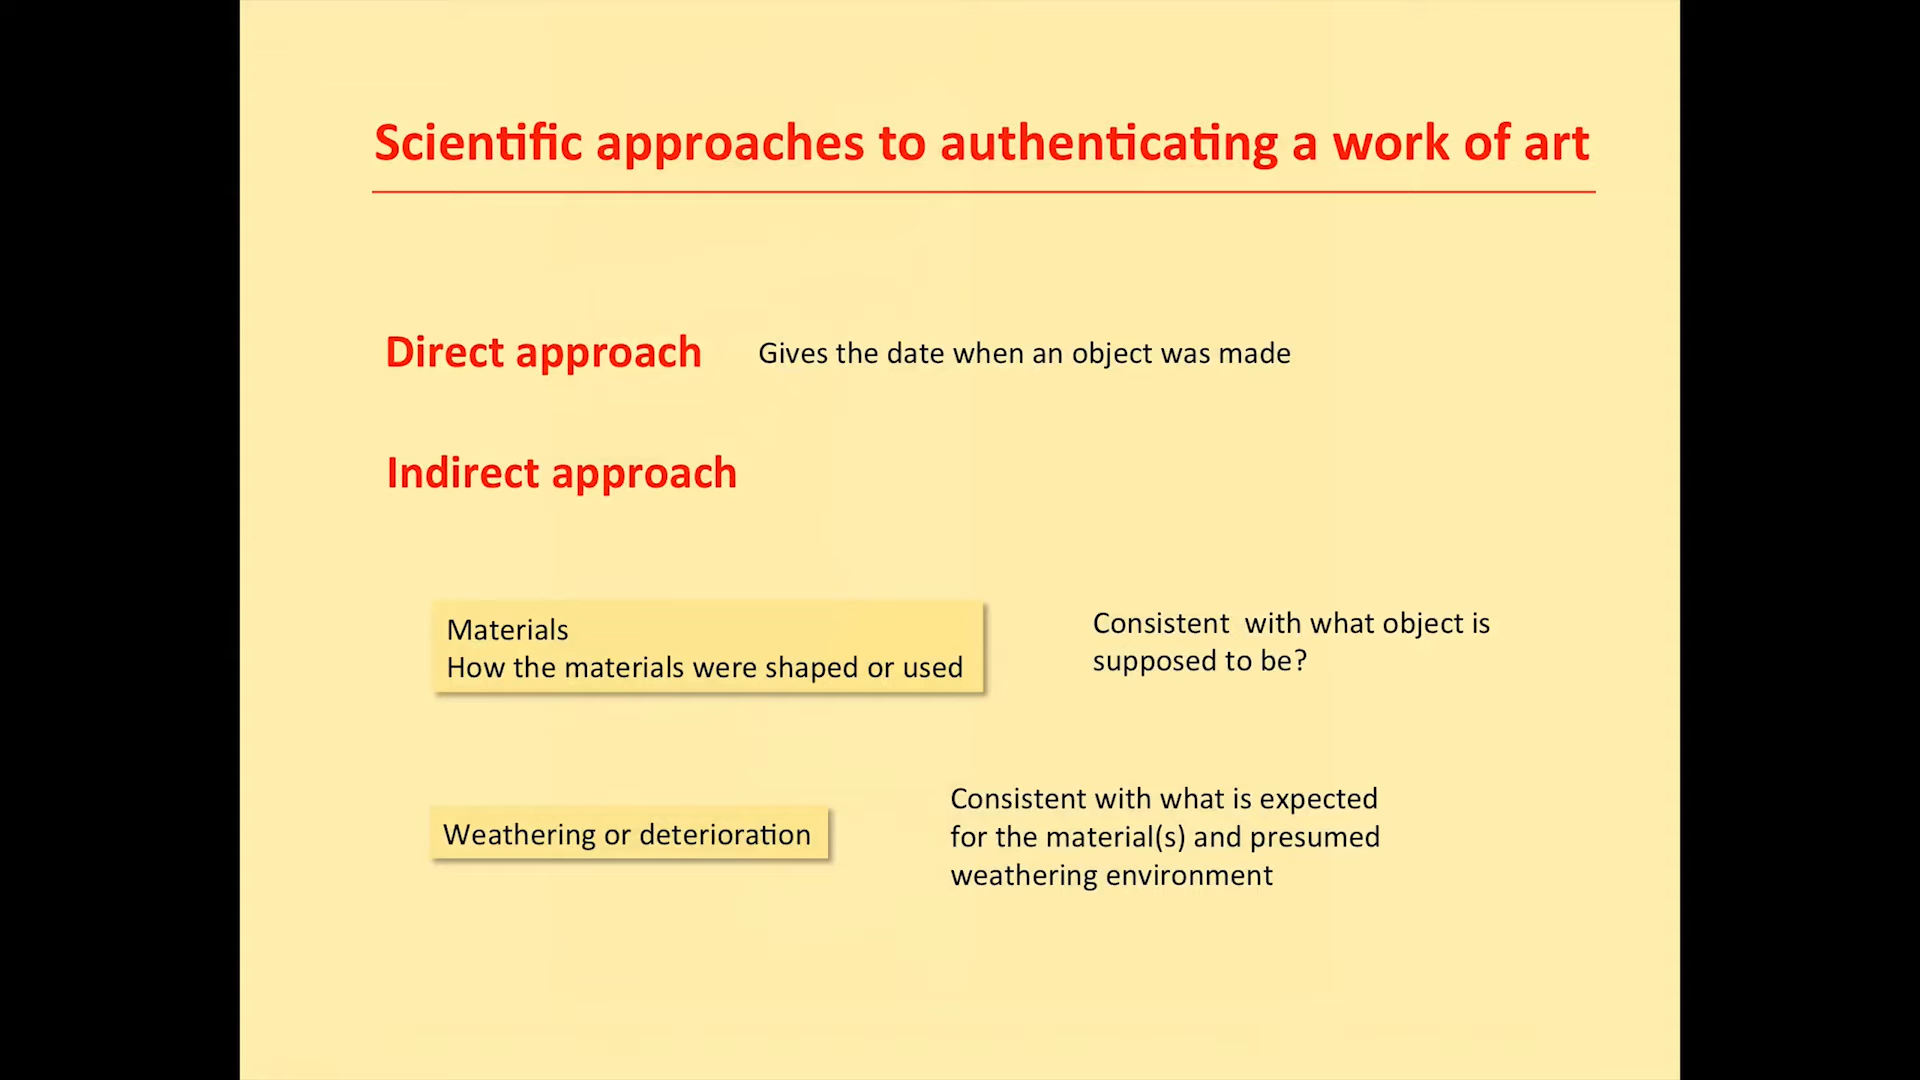 Scientific approaches to authenticating a work of art
Direct approach Gives the date when an object was made
Indirect approach
Materials
How the materials were shaped or used
Consistent with what object is
supposed to be?
Weathering or deterioration
Consistent with what is expected
for the material(s) and presumed
weathering environment